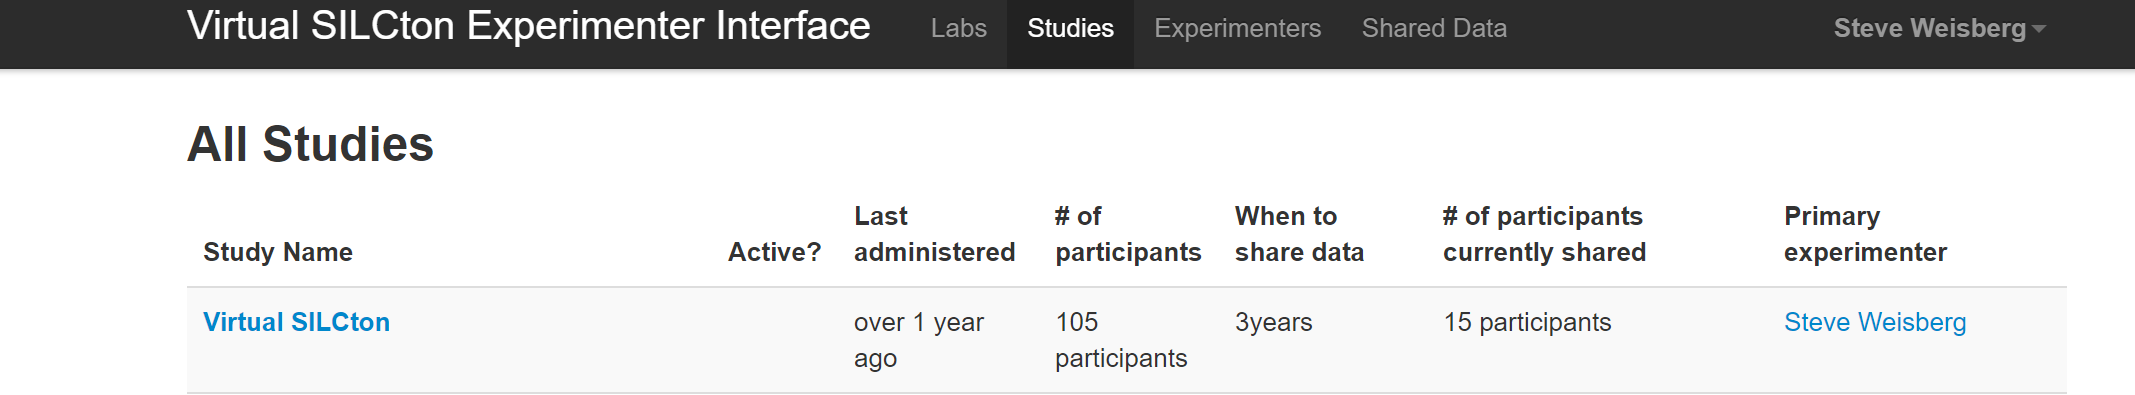 Virtual SILCton Experimenter Interface Labs Studies Experimenters Shared Data Steve Weisberg
All Studies
Study Name Active? Last administered # of participants When to share data # of participants currently shared Primary experimenter
Virtual SILCton over 1 year ago 105 participants 3years 15 participants Steve Weisberg